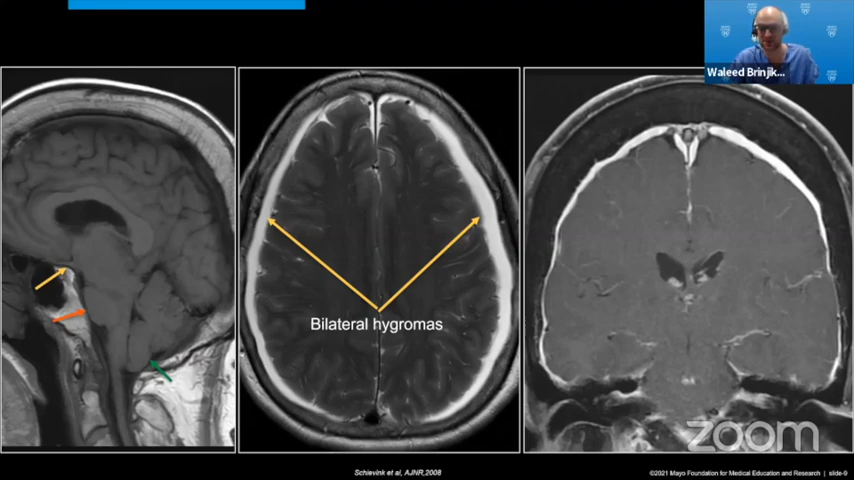 Waleed Brinjik...
Bilateral hygromas
zoom
Schievink et al, AJNR,2008
©2021 Mayo Foundation for Medical Education and Research | slide-9